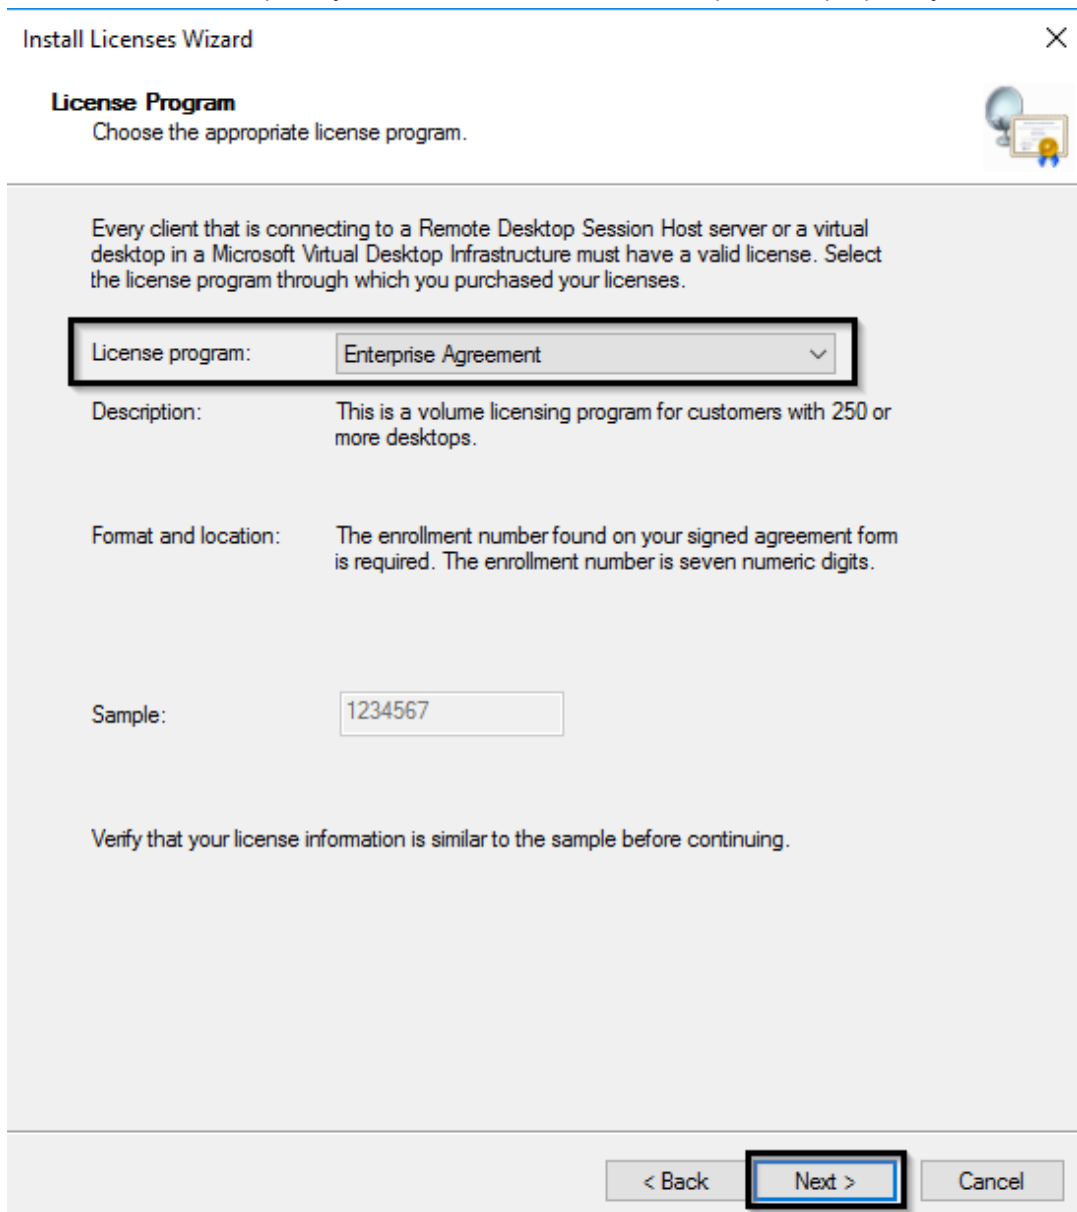 Install Licenses Wizard
License Program
Choose the appropriate license program.
Every client that is connecting to a Remote Desktop Session Host server or a virtual
desktop in a Microsoft Virtual Desktop Infrastructure must have a valid license. Select
the license program through which you purchased your licenses.
License program: Enterprise Agreement
Description: This is a volume licensing program for customers with 250 or
more desktops.
Format and location: The enrollment number found on your signed agreement form
is required. The enrollment number is seven numeric digits.
Sample: 1234567
Verify that your license information is similar to the sample before continuing.
< Back Next > Cancel